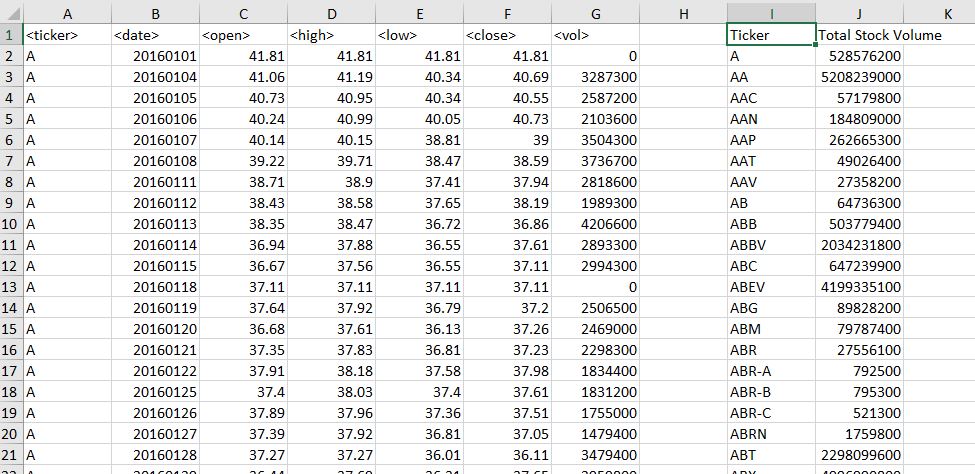 A B C D E F G H I J K
1 <ticker> <date> <open> <high> <low> <close> <vol> Ticker Total Stock Volume
2 A 20160101 41.81 41.81 41.81 41.81 0 A 528576200
3 A 20160104 41.06 41.19 40.34 40.69 3287300 AA 5208239000
4 A 20160105 40.73 40.95 40.34 40.55 2587200 AAC 57179800
5 A 20160106 40.24 40.99 40.05 40.73 2103600 AAN 184809000
6 A 20160107 40.14 40.15 38.81 39 3504300 AAP 262665300
7 A 20160108 39.22 39.71 38.47 38.59 3736700 AAT 49026400
8 A 20160111 38.71 38.9 37.41 37.94 2818600 AAV 27358200
9 A 20160112 38.43 38.58 37.65 38.19 1989300 AB 64736300
10 A 20160113 38.35 38.47 36.72 36.86 4206600 ABB 503779400
11 A 20160114 36.94 37.88 36.55 37.61 2893300 ABBV 2034231800
12 A 20160115 36.67 37.56 36.55 37.11 2994300 ABC 647239900
13 A 20160118 37.11 37.11 37.11 37.11 0 ABEV 4199335100
14 A 20160119 37.64 37.92 36.79 37.2 2506500 ABG 89828200
15 A 20160120 36.68 37.61 36.13 37.26 2469000 ABM 79787400
16 A 20160121 37.35 37.83 36.81 37.23 2298300 ABR 27556100
17 A 20160122 37.91 38.18 37.58 37.98 1834400 ABR-A 792500
18 A 20160125 37.4 38.03 37.4 37.61 1831200 ABR-B 795300
19 A 20160126 37.89 37.96 37.36 37.51 1755000 ABR-C 521300
20 A 20160127 37.39 37.92 36.81 37.05 1479400 ABRN 1759800
21 A 20160128 37.27 37.27 36.01 36.11 3479400 ABT 2298099600